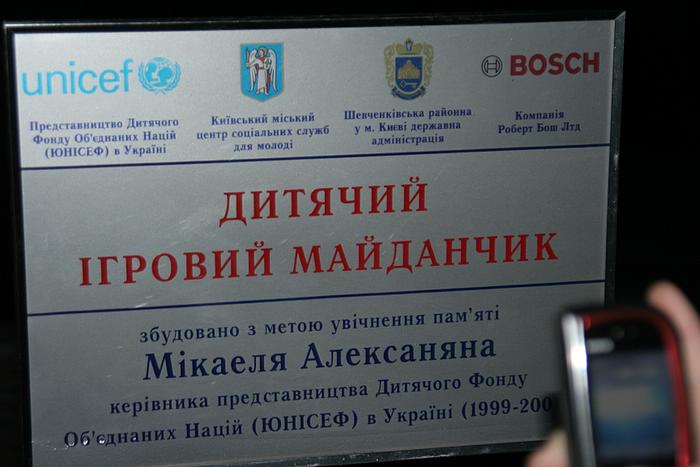 unicef
Представництво Дитячого
Фонду Об'єднаних Націй
(ЮНІСЕФ) в Україні
Київський міський
центр соціальних служб
для молоді
Шевченківська районна
у м. Києві державна
адміністрація
BOSCH
Компанія
Роберт Бош Лтд
ДИТЯЧИЙ
ІГРОВИЙ МАЙДАНЧИК
збудовано з метою увічнення пам'яті
Мікаеля Алексаняна
керівника представництва Дитячого Фонду
Об'єднаних Націй (ЮНІСЕФ) в Україні